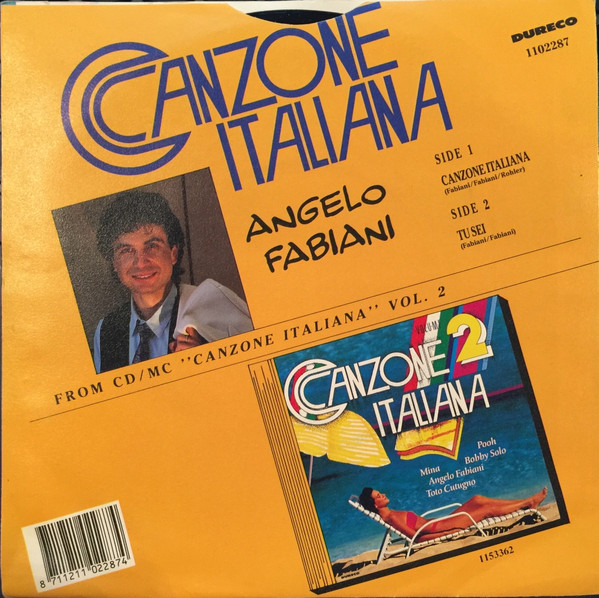 DURECO
1102287
CANZONE
ITALIANA
ANGELO
FABIANI
SIDE 1
CANZONE ITALIANA
(Fabiani/Fabiani/Rohler)
SIDE 2
TU SEI
(Fabiani/Fabiani)
FROM CD/MC ''CANZONE ITALIANA'' VOL. 2
2
CANZONE
ITALIANA
Pooh
Mina Bobby Solo
Angelo Fabiani
Toto Cutugno
DURECO
1153362
8 711211 022874